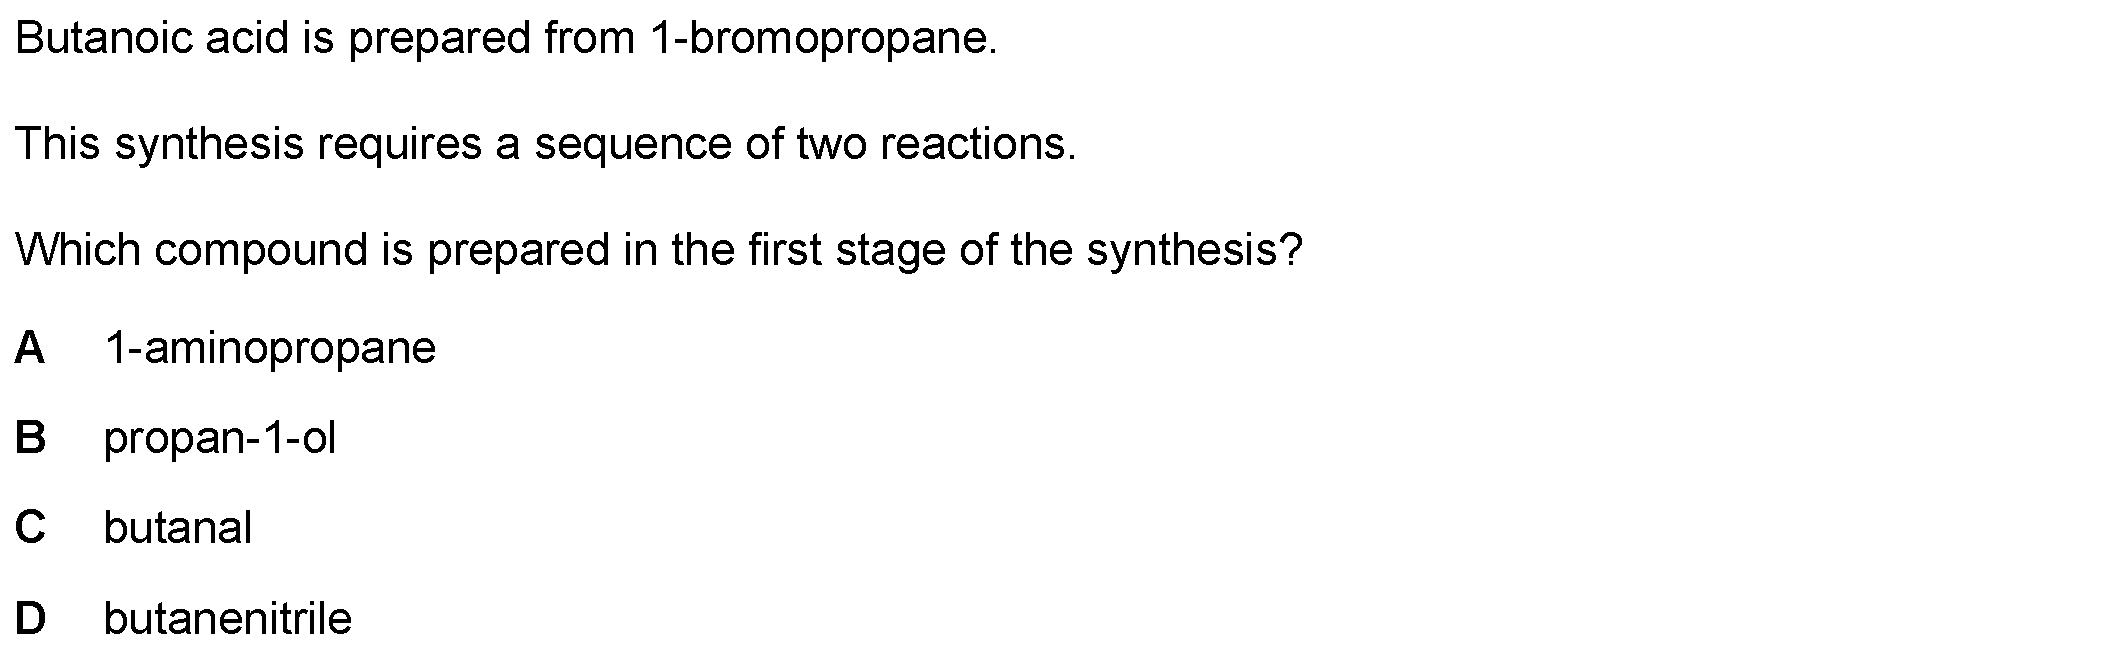 Butanoic acid is prepared from 1-bromopropane.
This synthesis requires a sequence of two reactions.
Which compound is prepared in the first stage of the synthesis?
A 1-aminopropane
B propan-1-ol
C butanal
D butanenitrile